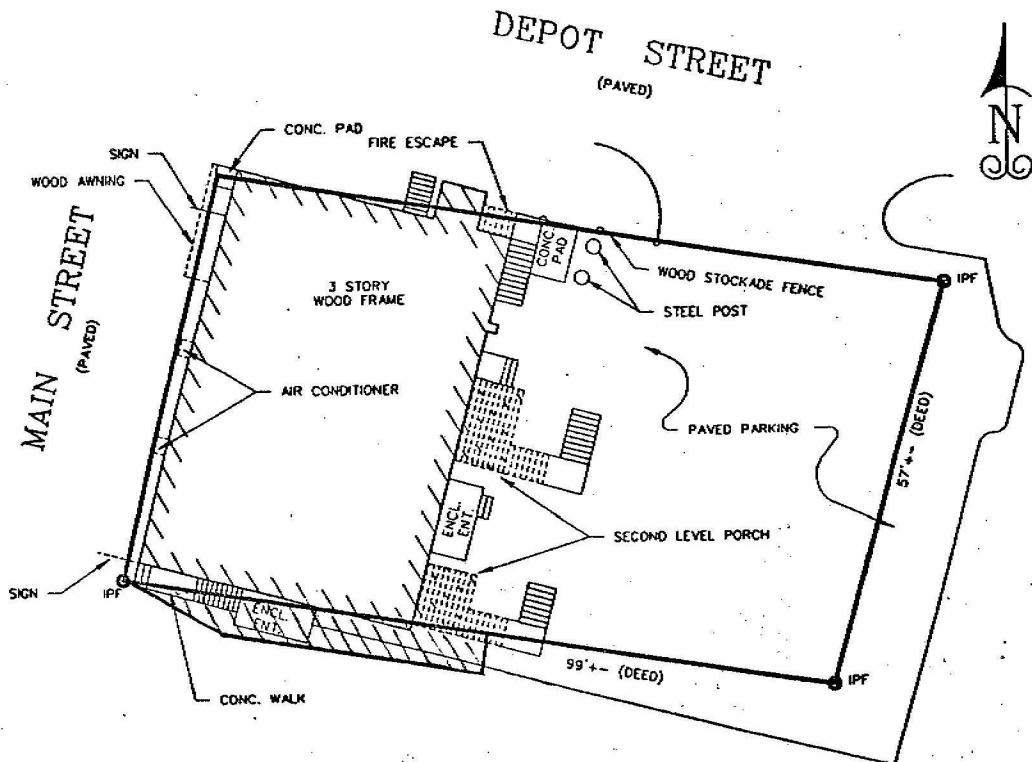 DEPOT STREET
(PAVED)
N
CONC. PAD
FIRE ESCAPE
SIGN
WOOD AWNING
MAIN STREET
(PAVED)
3 STORY
WOOD FRAME
CONC.
PAD
WOOD STOCKADE FENCE
IPF
STEEL POST
AIR CONDITIONER
PAVED PARKING
57'+- (DEED)
ENCL.
ENT.
SECOND LEVEL PORCH
SIGN
IPF
ENCL.
ENT.
99'+- (DEED)
IPF
CONC. WALK